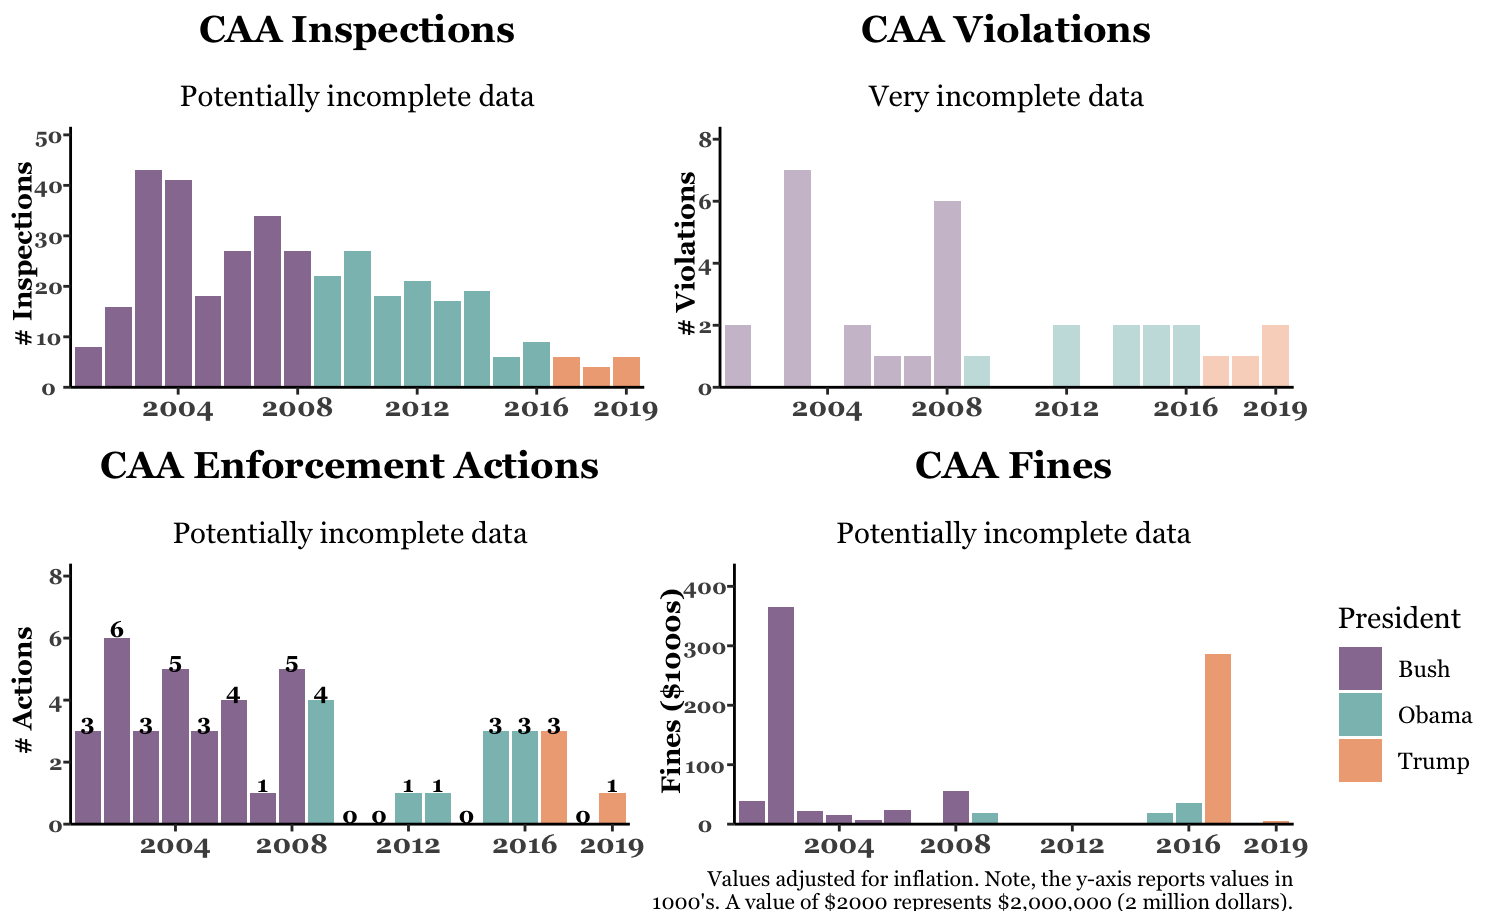 CAA Inspections
Potentially incomplete data
# Inspections
50
40
30
20
10
0
2004 2008 2012 2016 2019
CAA Violations
Very incomplete data
# Violations
8
6
4
2
0
2004 2008 2012 2016 2019
CAA Enforcement Actions
Potentially incomplete data
# Actions
8
6
4
2
0
3 6 3 5 3 4 1 5 4 0 0 1 1 0 3 3 3 0 1
2004 2008 2012 2016 2019
CAA Fines
Potentially incomplete data
Fines ($1000s)
400
300
200
100
0
2004 2008 2012 2016 2019
President
Bush
Obama
Trump
Values adjusted for inflation. Note, the y-axis reports values in
1000's. A value of $2000 represents $2,000,000 (2 million dollars).